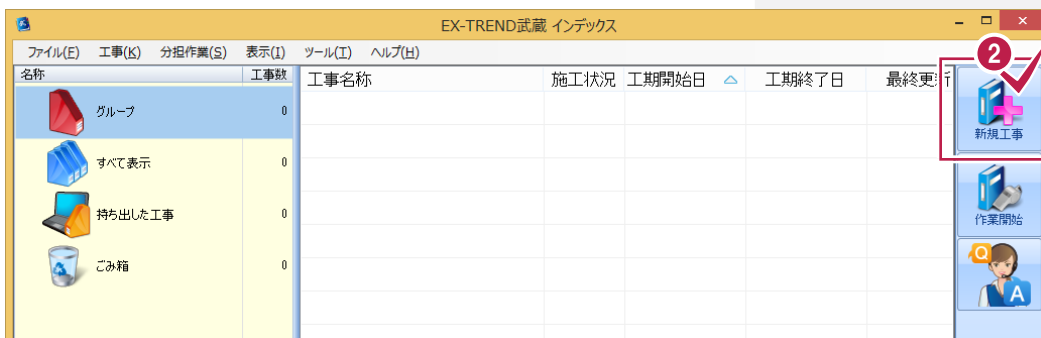 EX-TREND武蔵 インデックス
ファイル(F) 工事(K) 分担作業(S) 表示(I) ツール(T) ヘルプ(H)
名称 工事数 工事名称 施工状況 工期開始日 工期終了日 最終更新
2
グループ 0
新規工事
すべて表示 0
持ち出した工事 0
作業開始
ごみ箱 0
Q
A